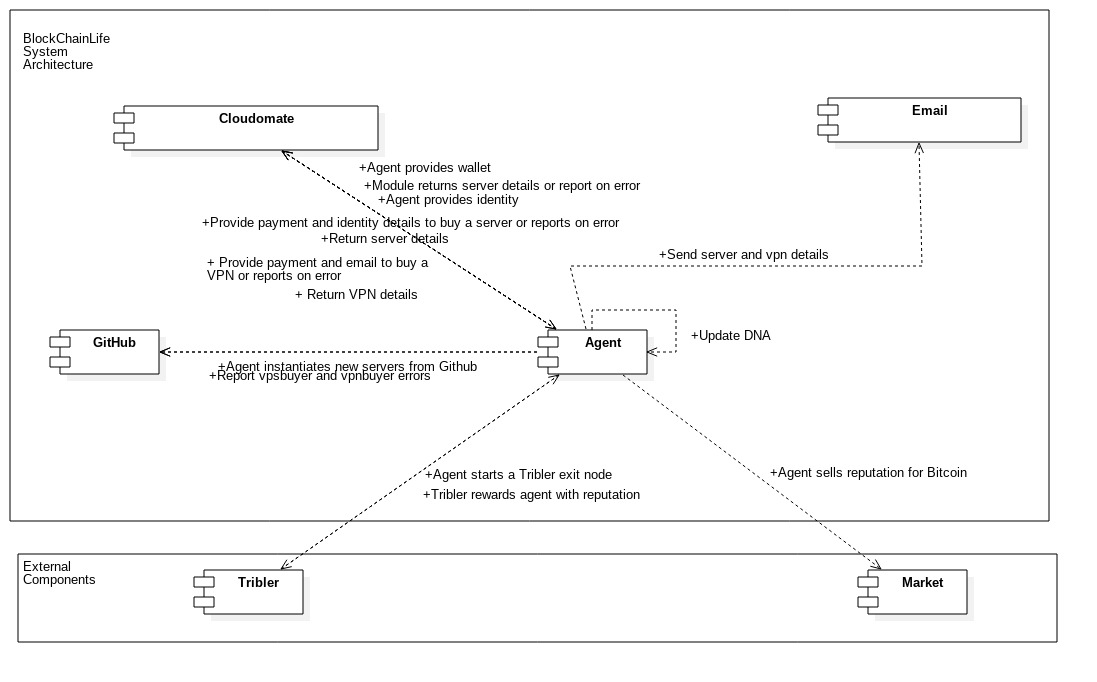 BlockChainLife
System
Architecture
Cloudomate
Email
+Agent provides wallet
+Module returns server details or report on error
+Agent provides identity
+Provide payment and identity details to buy a server or reports on error
+Return server details
+Send server and vpn details
+ Provide payment and email to buy a
VPN or reports on error
+ Return VPN details
GitHub
Agent
+Update DNA
+Agent instantiates new servers from Github
+Report vpsbuyer and vpnbuyer errors
+Agent starts a Tribler exit node
+Agent sells reputation for Bitcoin
+Tribler rewards agent with reputation
External
Components
Tribler
Market